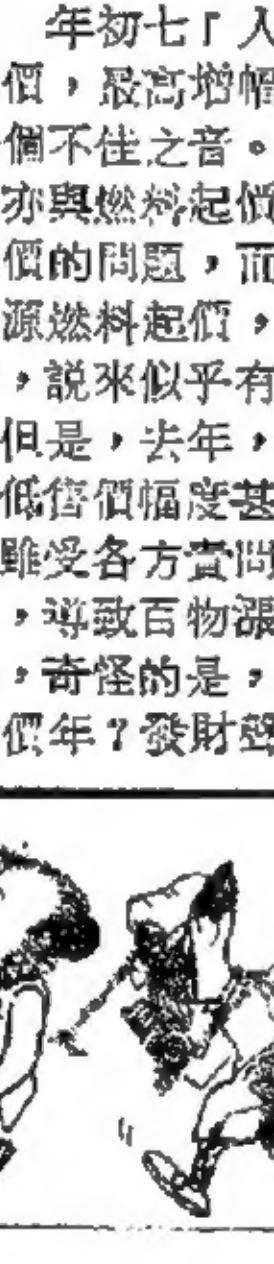 年初七「人
價，最高增幅
個不佳之音。
亦與燃料起價
價的問題，而
源燃料起價，
，説來似乎有
但是，去年，
低售價幅度甚
雖受各方責問
，導致百物漲
，奇怪的是，
價年？發財聲